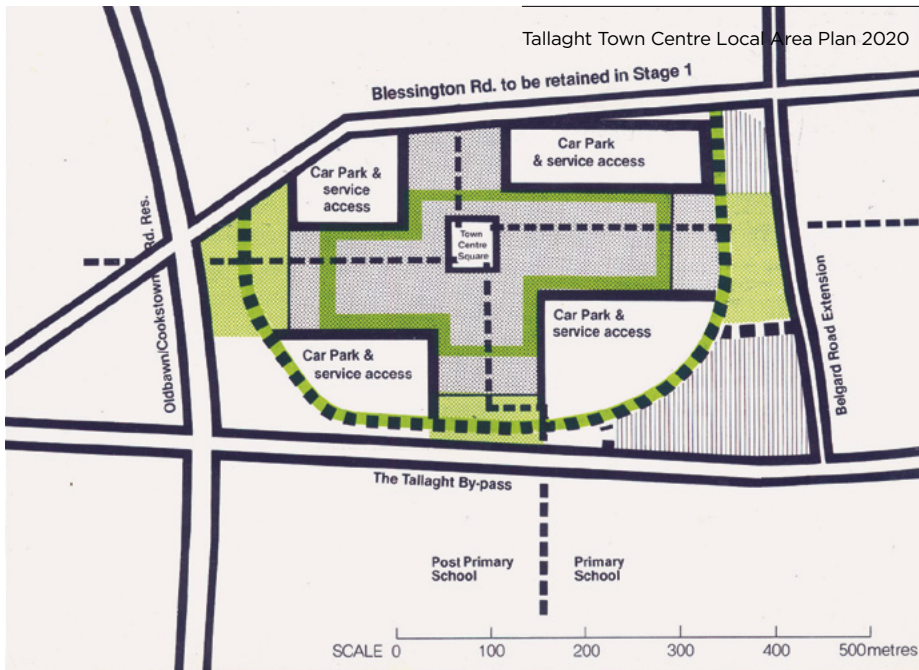 Tallaght Town Centre Local Area Plan 2020
Blessington Rd. to be retained in Stage 1
Car Park &
service
access
Car Park
& service access
Town
Centre
Square
Oldbawn/Cookstown Rd. Res.
Car Park &
service access
Car Park &
service access
Belgard Road Extension
The Tallaght By-pass
Post Primary
School
Primary
School
SCALE 0 100 200 300 400 500metres